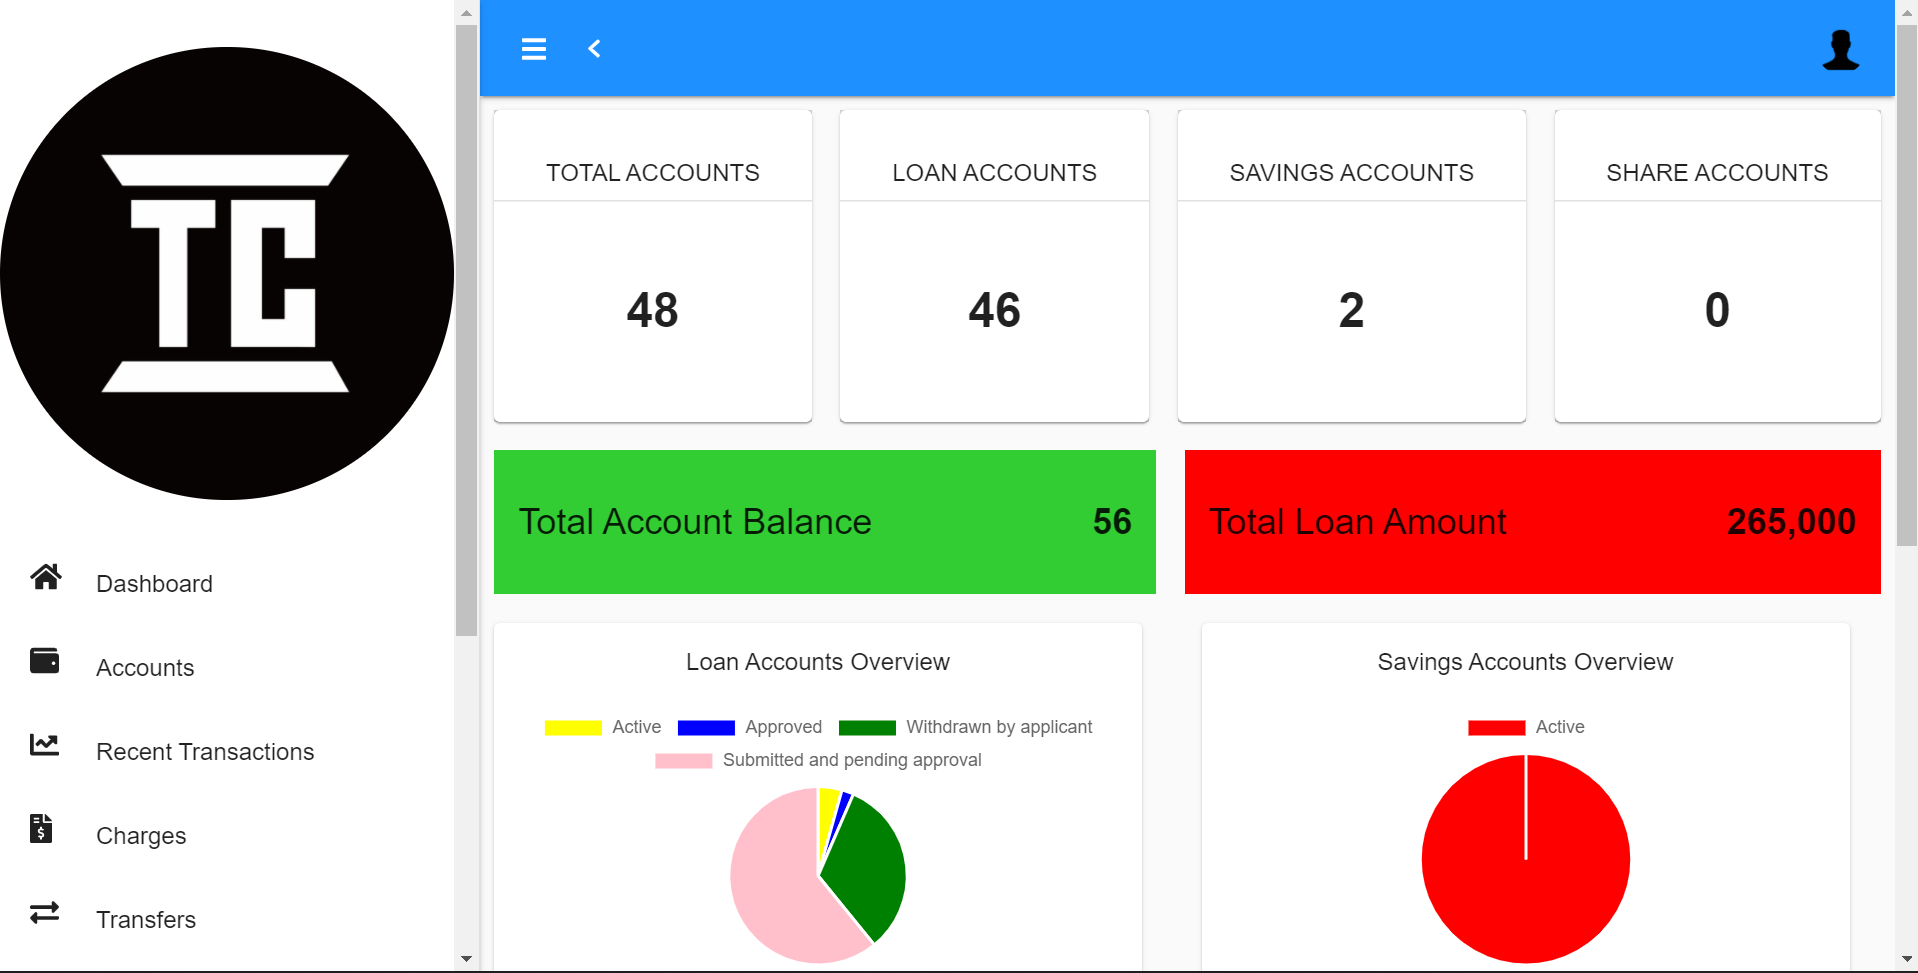 TC
TOTAL ACCOUNTS
LOAN ACCOUNTS
SAVINGS ACCOUNTS
SHARE ACCOUNTS
48
46
2
0
Total Account Balance 56
Total Loan Amount 265,000
Dashboard
Accounts
Recent Transactions
Charges
Transfers
Loan Accounts Overview
Active Approved Withdrawn by applicant
Submitted and pending approval
Savings Accounts Overview
Active